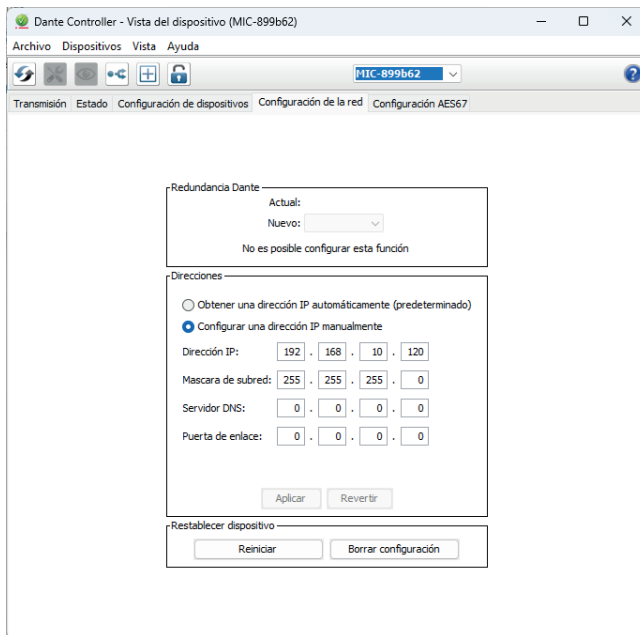 Dante Controller - Vista del dispositivo (MIC-899b62)
Archivo Dispositivos Vista Ayuda
MIC-899b62
Transmisión Estado Configuración de dispositivos Configuración de la red Configuración AES67
Redundancia Dante
Actual:
Nuevo:
No es posible configurar esta función
Direcciones
Obtener una dirección IP automáticamente (predeterminado)
Configurar una dirección IP manualmente
Dirección IP: 192 . 168 . 10 . 120
Mascara de subred: 255 . 255 . 255 . 0
Servidor DNS: 0 . 0 . 0 . 0
Puerta de enlace: 0 . 0 . 0 . 0
Aplicar Revertir
Restablecer dispositivo
Reiniciar Borrar configuración